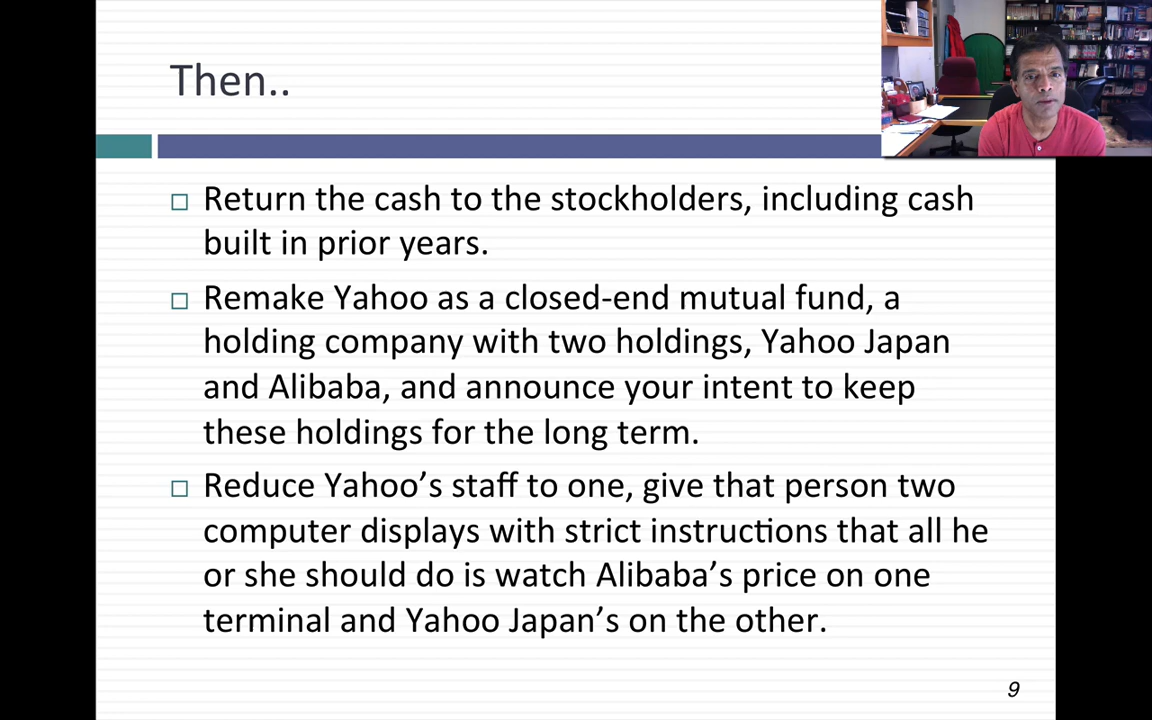 Then..
Return the cash to the stockholders, including cash
built in prior years.
Remake Yahoo as a closed-end mutual fund, a
holding company with two holdings, Yahoo Japan
and Alibaba, and announce your intent to keep
these holdings for the long term.
Reduce Yahoo’s staff to one, give that person two
computer displays with strict instructions that all he
or she should do is watch Alibaba’s price on one
terminal and Yahoo Japan’s on the other.
9